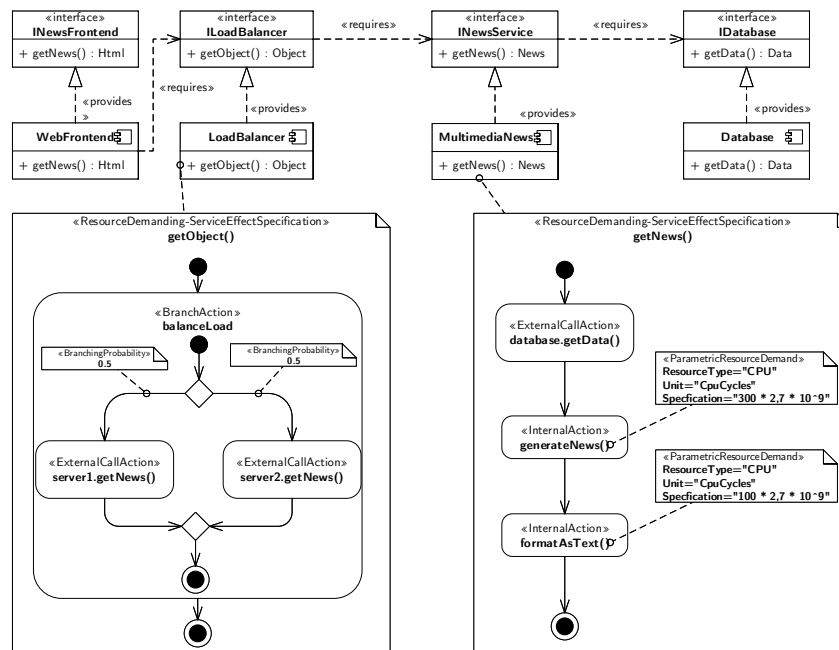 «interface»
INewsFrontend
+ getNews() : Html
«interface»
ILoadBalancer
+ getObject() : Object
«requires»
«interface»
INewsService
+ getNews() : News
«requires»
«interface»
IDatabase
+ getData() : Data
«provides
»
«requires»
«provides»
«provides»
«provides»
WebFrontend
+ getNews() : Html
LoadBalancer
+ getObject() : Object
MultimediaNews
+ getNews() : News
Database
+ getData() : Data
«ResourceDemanding-ServiceEffectSpecification»
getObject()
«BranchAction»
balanceLoad
«BranchingProbability»
0.5
«BranchingProbability»
0.5
«ExternalCallAction»
server1.getNews()
«ExternalCallAction»
server2.getNews()
«ResourceDemanding-ServiceEffectSpecification»
getNews()
«ExternalCallAction»
database.getData()
«ParametricResourceDemand»
ResourceType="CPU"
Unit="CpuCycles"
Specfication="300 * 2,7 * 10^9"
«InternalAction»
generateNews()
«ParametricResourceDemand»
ResourceType="CPU"
Unit="CpuCycles"
Specfication="100 * 2,7 * 10^9"
«InternalAction»
formatAsText()